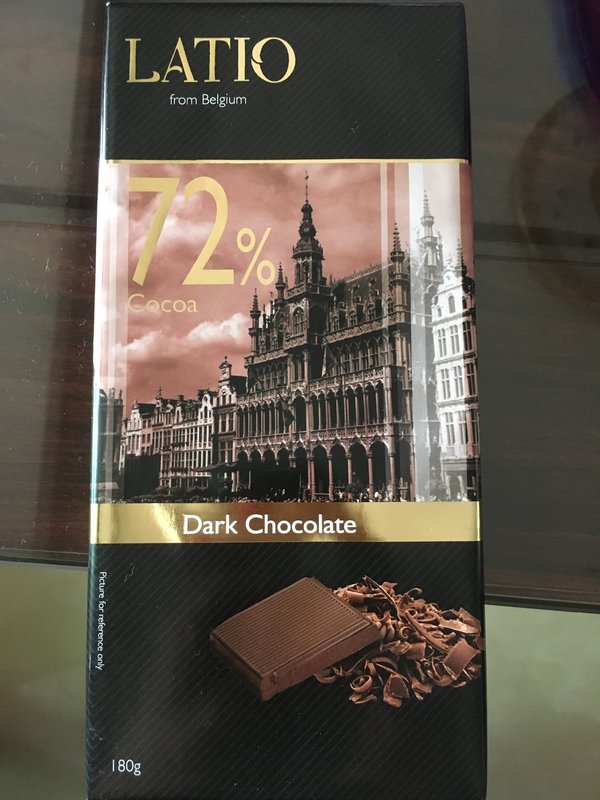 LATIO
from Belgium
72%
Cocoa
Dark Chocolate
Picture for reference only
180g